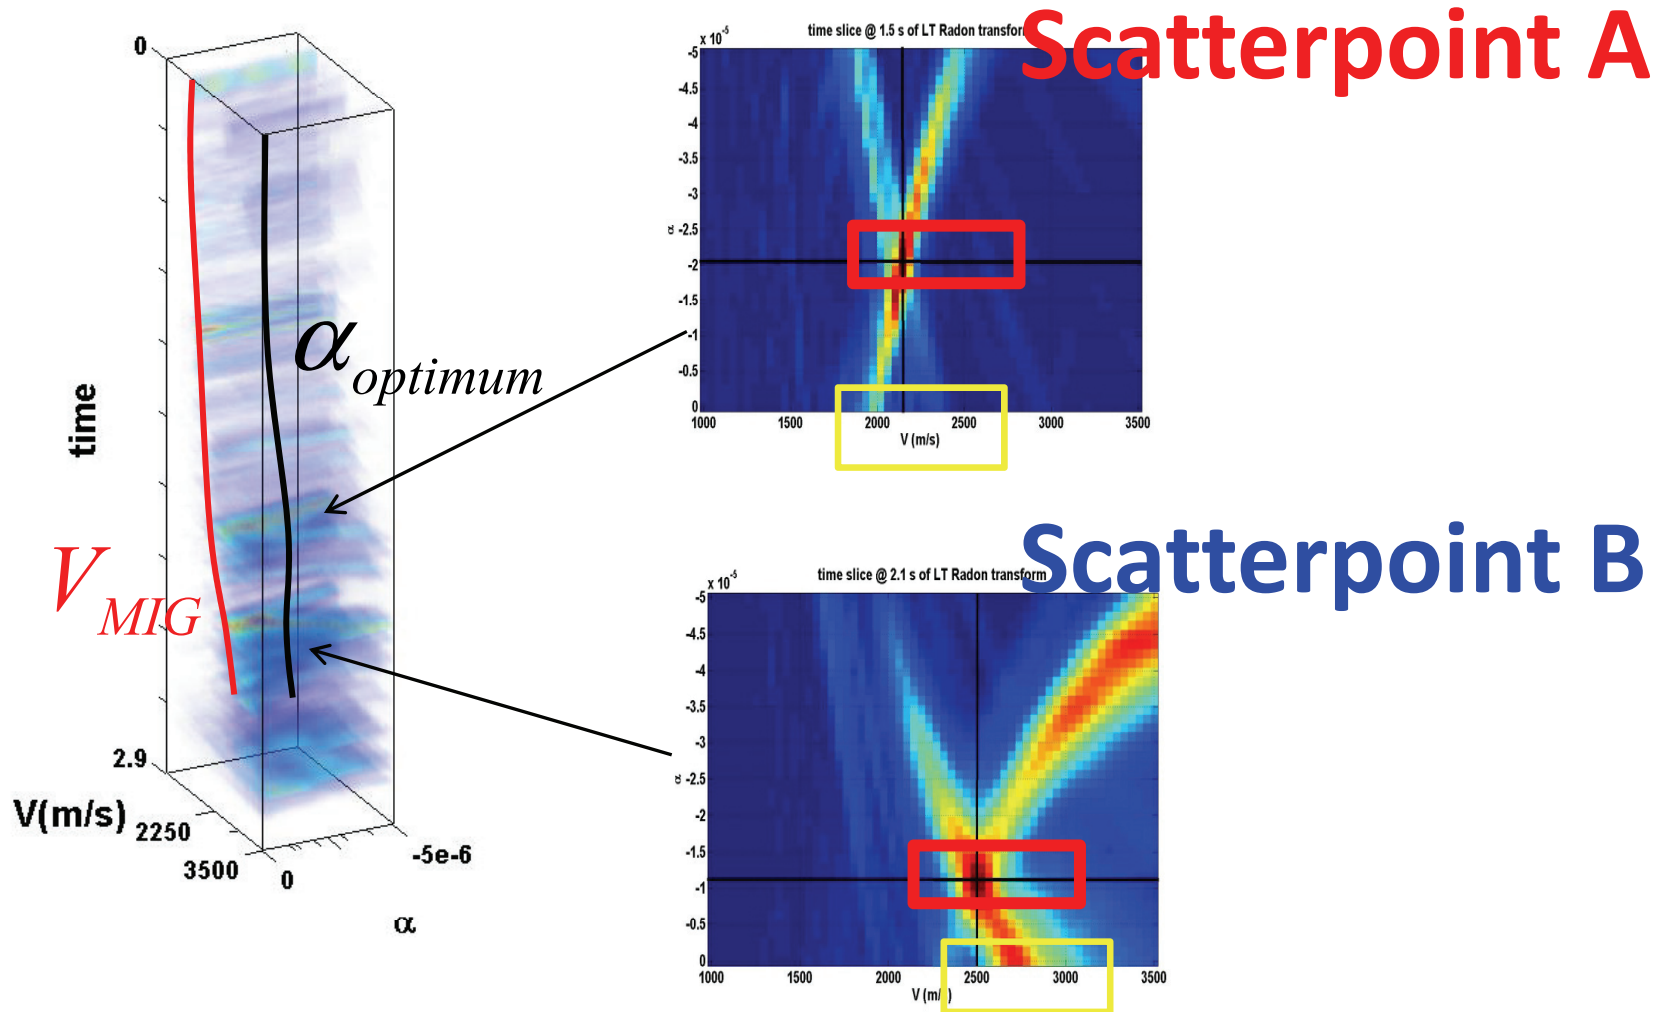 0
time
2.9
V(m/s)
2250
3500
0
-5e-6
α
V MIG
α optimum
Scatterpoint A
time slice @ 1.5 s of LT Radon transform
x 10^-5
-5
-4.5
-4
-3.5
-3
-2.5
-2
-1.5
-1
-0.5
0
α
1000 1500 2000 2500 3000 3500
V (m/s)
Scatterpoint B
time slice @ 2.1 s of LT Radon transform
x 10^-5
-5
-4.5
-4
-3.5
-3
-2.5
-2
-1.5
-1
-0.5
0
α
1000 1500 2000 2500 3000 3500
V (m/s)